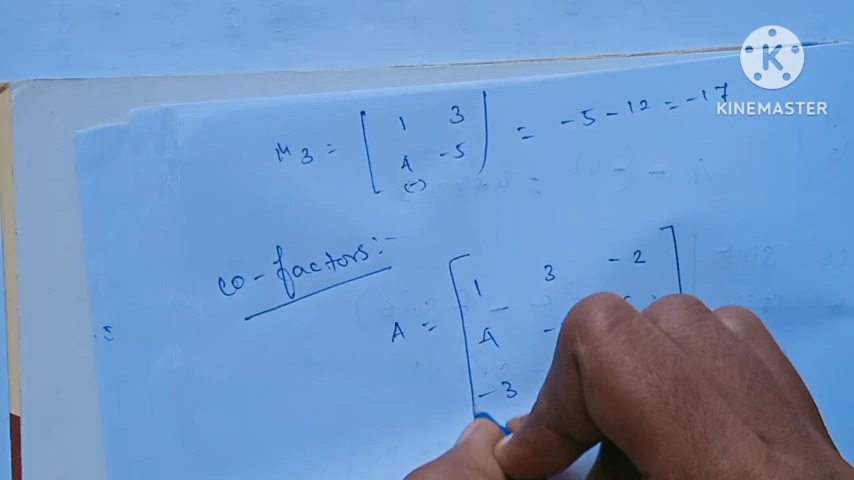 K
KINEMASTER
1 3
M3 = = -5-12 = -17
4 -5
(-)
co-factors:-
1 3 -2
A = 4 -
-3